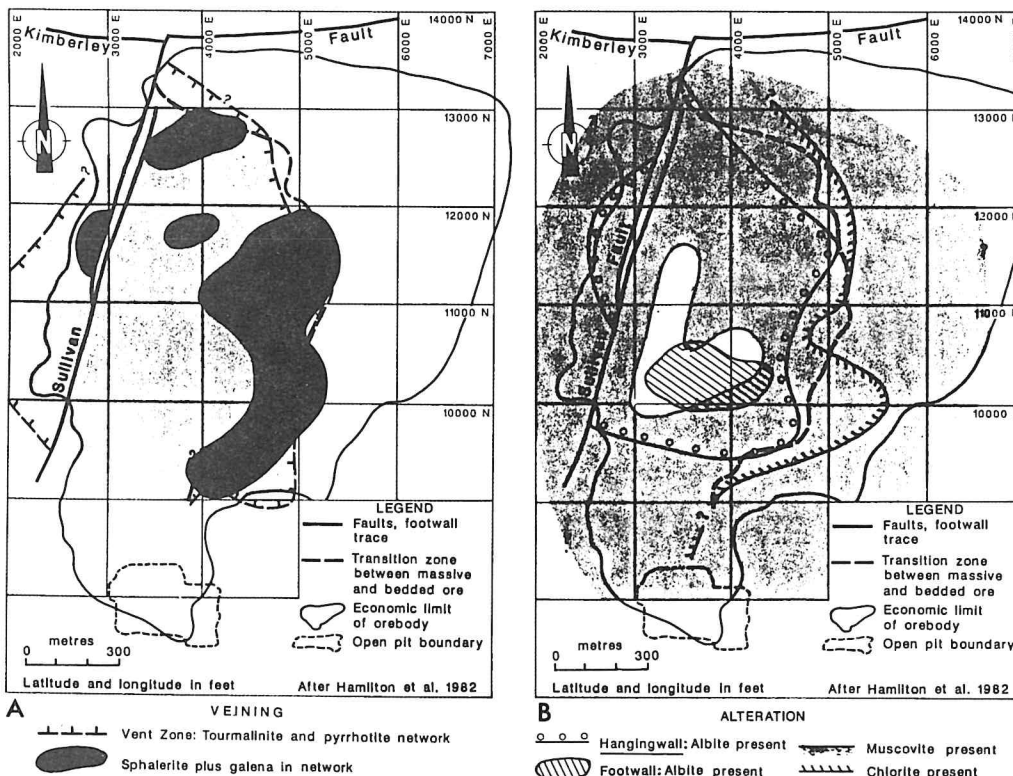 2000 E
3000 E
4000 E
5000 E
6000 E
7000 E
14000 N
Kimberley
Fault
N
?
13000 N
?
12000 N
11000 N
Sullivan
10000 N
?
LEGEND
Faults, footwall
trace
Transition zone
between massive
and bedded ore
Economic limit
of orebody
Open pit boundary
metres
0 300
Latitude and longitude in feet
After Hamilton et al. 1982
A
VEINING
Vent Zone: Tourmalinite and pyrrhotite network
Sphalerite plus galena in network
2000 E
3000 E
4000 E
5000 E
6000 E
14000 N
Kimberley
Fault
N
?
13000 N
12000 N
Fault
11000 N
10000
?
LEGEND
Faults, footwall
trace
Transition zone
between massive
and bedded ore
Economic limit
of orebody
Open pit boundary
metres
0 300
Latitude and longitude in feet
After Hamilton et al. 1982
B
ALTERATION
Hangingwall: Albite present
Muscovite present
Footwall: Albite present
Chlorite present